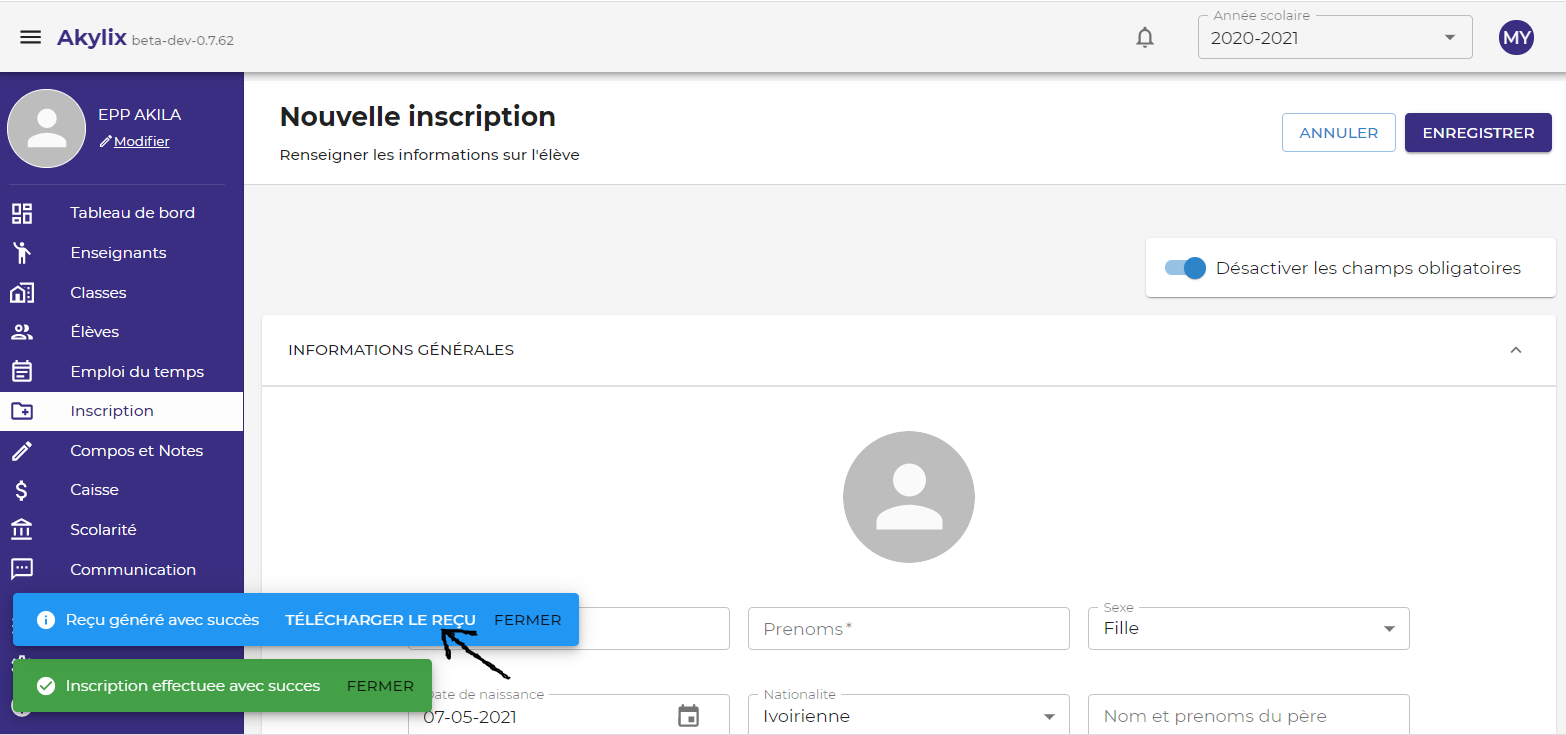 Akylix beta-dev-0.7.62
Année scolaire
2020-2021
MY
EPP AKILA
Modifier
Nouvelle inscription
Renseigner les informations sur l'élève
ANNULER
ENREGISTRER
Tableau de bord
Enseignants
Classes
Élèves
Emploi du temps
Inscription
Compos et Notes
Caisse
Scolarité
Communication
Désactiver les champs obligatoires
INFORMATIONS GÉNÉRALES
Reçu généré avec succès TÉLÉCHARGER LE REÇU FERMER
Inscription effectuee avec succes FERMER
Prenoms*
Sexe
Fille
Date de naissance
07-05-2021
Nationalite
Ivoirienne
Nom et prenoms du père